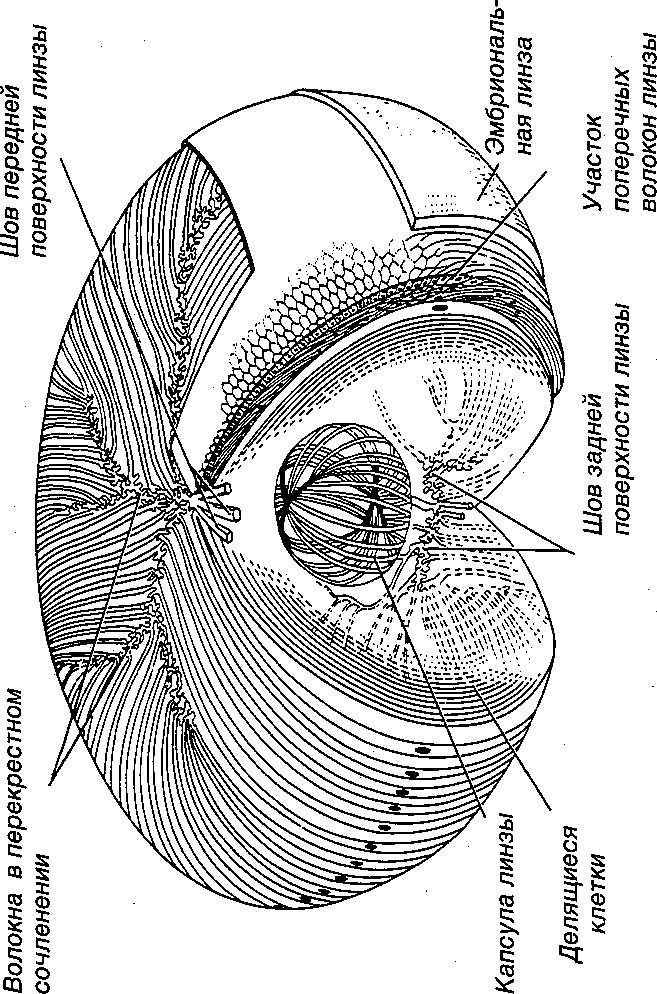 Шов передней
поверхности линзы
Эмбриональ-
ная линза
Участок
поперечных
волокон линзы
Волокна в перекрестном
сочленении
Шов задней
поверхности линзы
Капсула линзы
Делящиеся
клетки